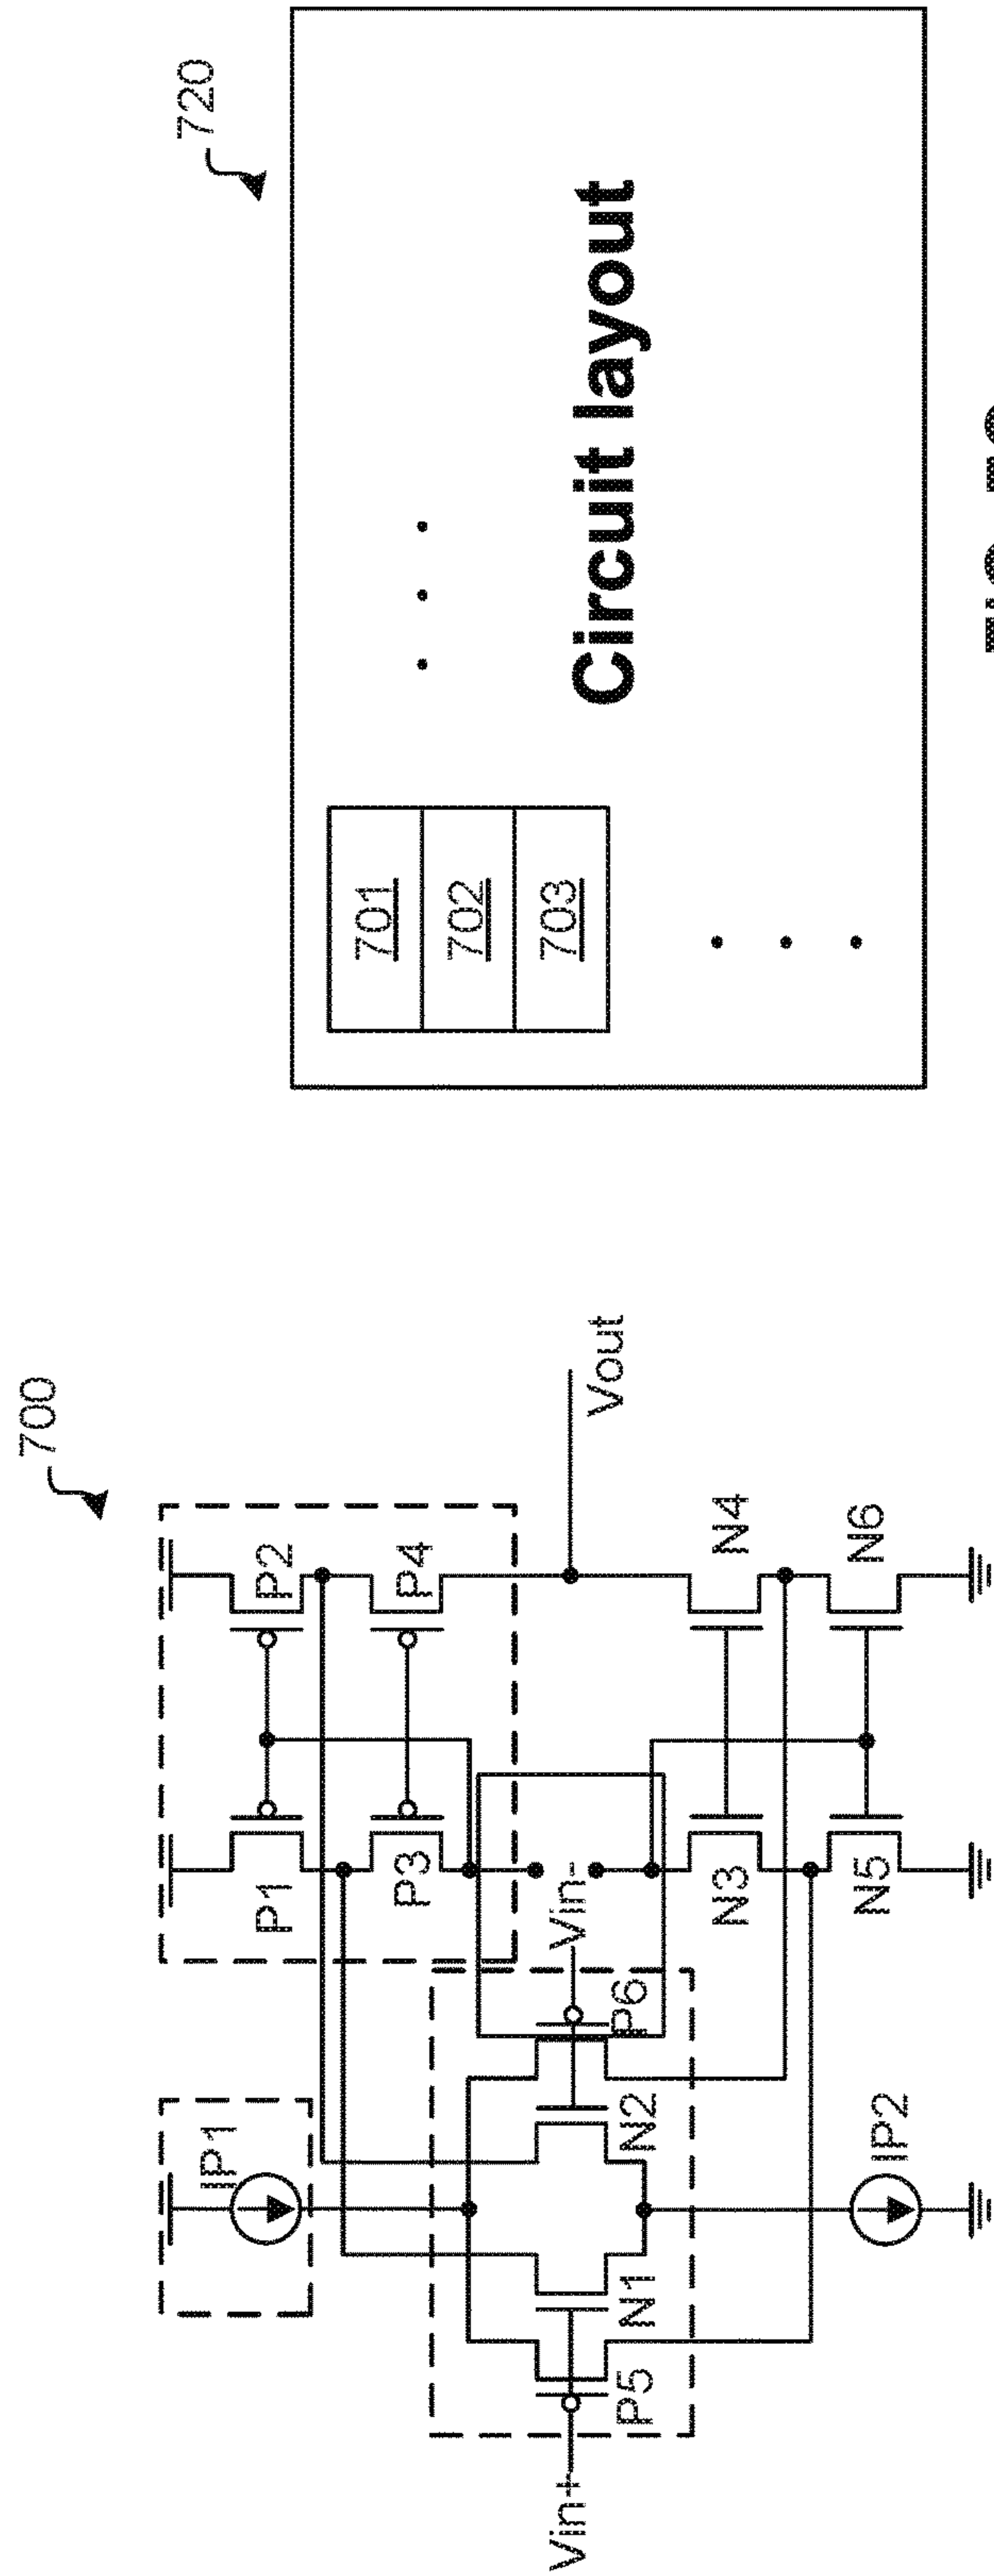 700
IP1
P1
P2
P3
P4
Vin+
P5
N1
N2
P6
Vin-
Vout
N3
N4
N5
N6
IP2
720
701
702
703
Circuit layout